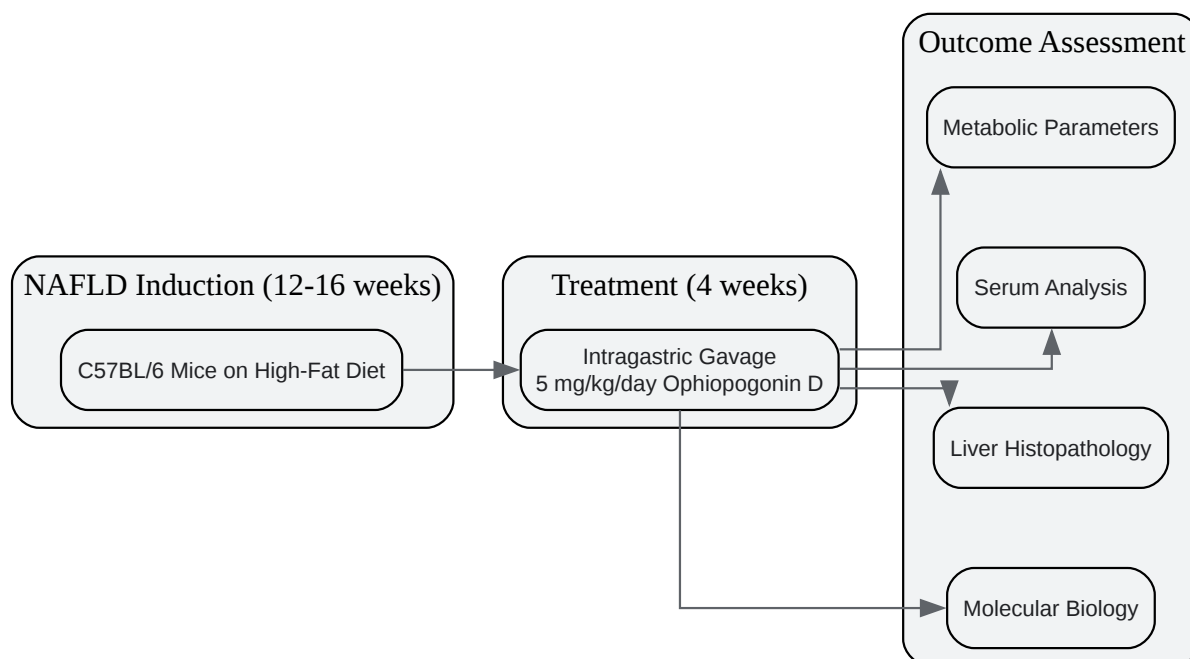 NAFLD Induction (12-16 weeks)
C57BL/6 Mice on High-Fat Diet
Treatment (4 weeks)
Intragastric Gavage
5 mg/kg/day Ophiopogonin D
Outcome Assessment
Metabolic Parameters
Serum Analysis
Liver Histopathology
Molecular Biology